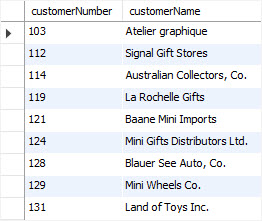 customerNumber customerName
103 Atelier graphique
112 Signal Gift Stores
114 Australian Collectors, Co.
119 La Rochelle Gifts
121 Baane Mini Imports
124 Mini Gifts Distributors Ltd.
128 Blauer See Auto, Co.
129 Mini Wheels Co.
131 Land of Toys Inc.